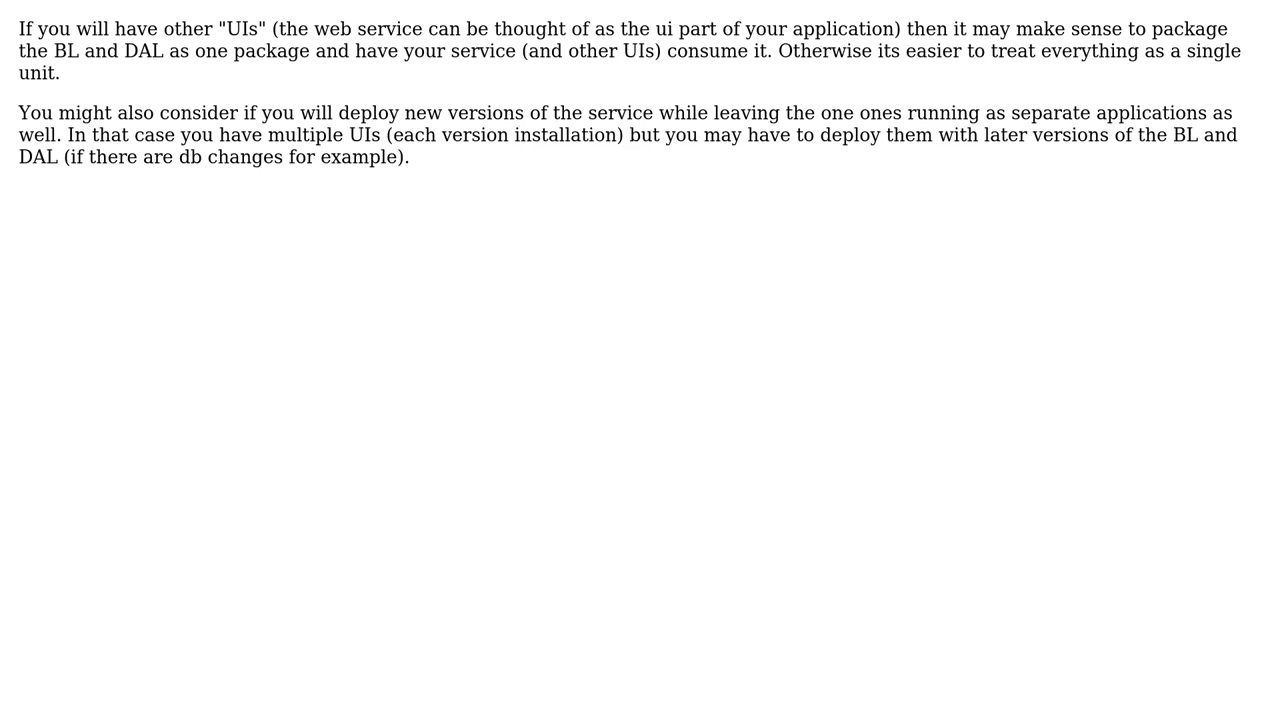 If you will have other "UIs" (the web service can be thought of as the ui part of your application) then it may make sense to package
the BL and DAL as one package and have your service (and other UIs) consume it. Otherwise its easier to treat everything as a single
unit.
You might also consider if you will deploy new versions of the service while leaving the one ones running as separate applications as
well. In that case you have multiple UIs (each version installation) but you may have to deploy them with later versions of the BL and
DAL (if there are db changes for example).